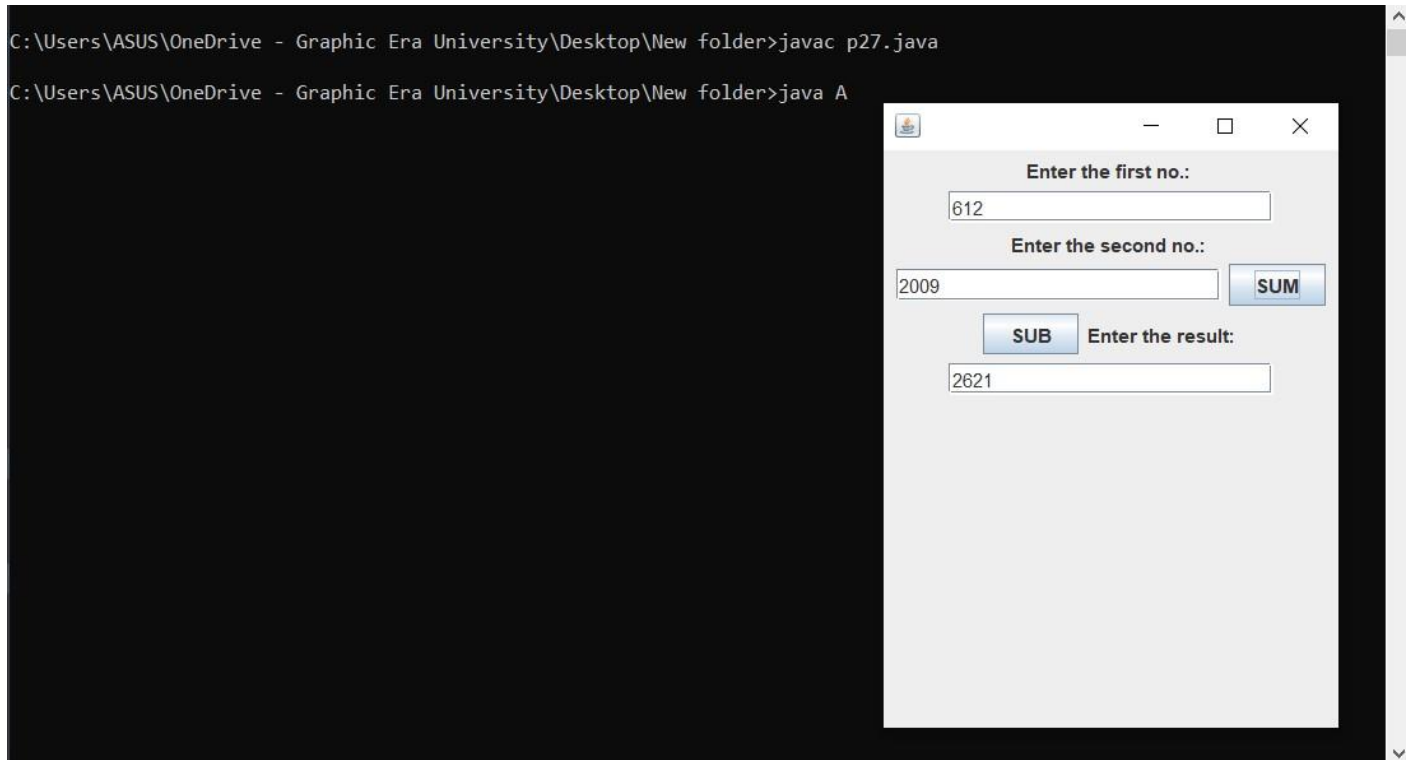 C:\Users\ASUS\OneDrive - Graphic Era University\Desktop\New folder>javac p27.java
C:\Users\ASUS\OneDrive - Graphic Era University\Desktop\New folder>java A
Enter the first no.:
612
Enter the second no.:
2009 SUM
SUB Enter the result:
2621